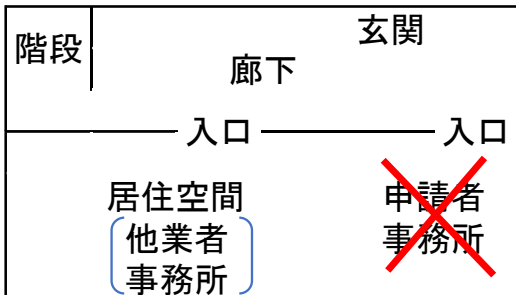 玄関
階段
廊下
入口 入口
居住空間 申請者
他業者 事務所
事務所